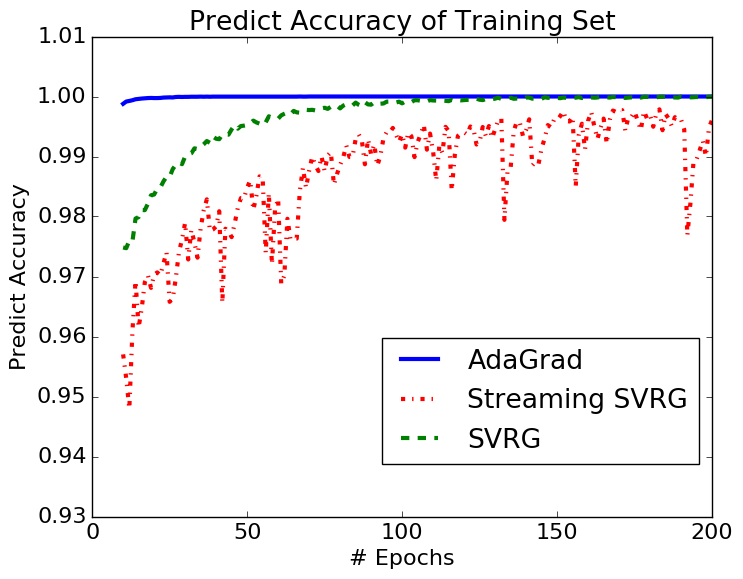 Predict Accuracy of Training Set
1.01
1.00
0.99
0.98
0.97
0.96
0.95
0.94
0.93
Predict Accuracy
AdaGrad
Streaming SVRG
SVRG
0
50
100
150
200
# Epochs